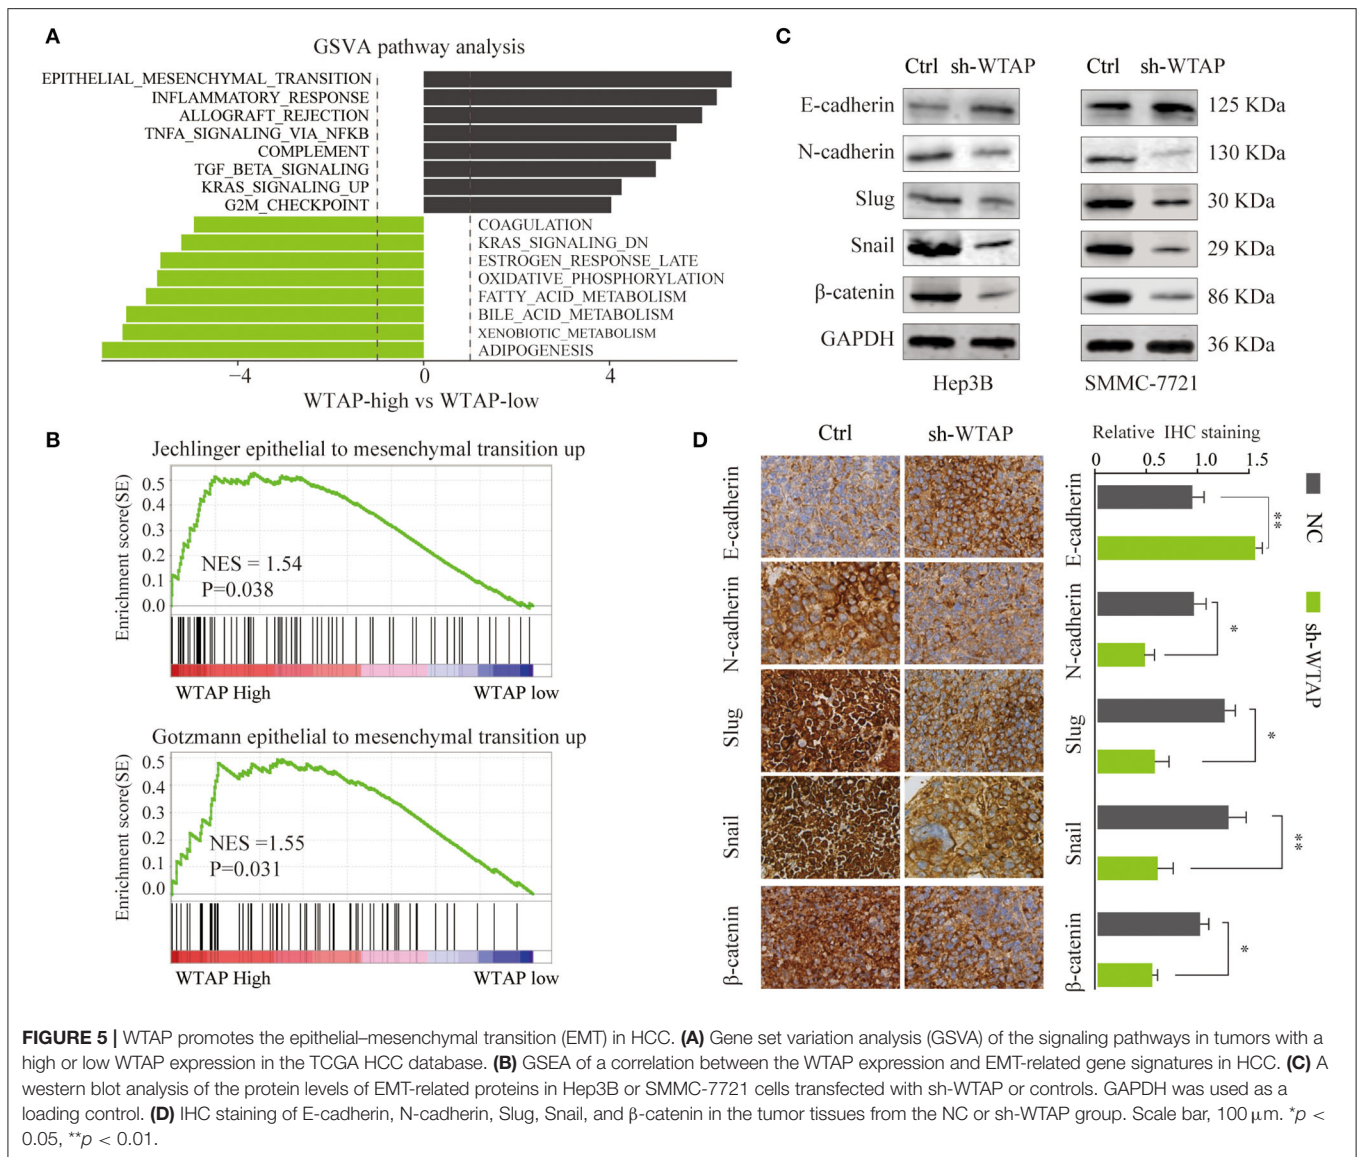 A
GSVA pathway analysis
EPITHELIAL_MESENCHYMAL_TRANSITION
INFLAMMATORY_RESPONSE
ALLOGRAFT_REJECTION
TNFA_SIGNALING_VIA_NFKB
COMPLEMENT
TGF_BETA_SIGNALING
KRAS_SIGNALING_UP
G2M_CHECKPOINT
COAGULATION
KRAS_SIGNALING_DN
ESTROGEN_RESPONSE_LATE
OXIDATIVE_PHOSPHORYLATION
FATTY_ACID_METABOLISM
BILE_ACID_METABOLISM
XENOBIOTIC_METABOLISM
ADIPOGENESIS
−4 0 4
WTAP-high vs WTAP-low
B
Jechlinger epithelial to mesenchymal transition up
Enrichment score(SE)
0.5
0.4
0.3
0.2
0.1
0.0
NES = 1.54
P=0.038
WTAP High WTAP low
Gotzmann epithelial to mesenchymal transition up
Enrichment score(SE)
0.5
0.4
0.3
0.2
0.1
0.0
NES =1.55
P=0.031
WTAP High WTAP low
C
Ctrl sh-WTAP Ctrl sh-WTAP
E-cadherin 125 KDa
N-cadherin 130 KDa
Slug 30 KDa
Snail 29 KDa
β-catenin 86 KDa
GAPDH 36 KDa
Hep3B SMMC-7721
D
Ctrl sh-WTAP
E-cadherin
N-cadherin
Slug
Snail
β-catenin
Relative IHC staining
0 0.5 1.0 1.5
E-cadherin
**
N-cadherin
*
Slug
*
Snail
**
β-catenin
*
NC
sh-WTAP
FIGURE 5 | WTAP promotes the epithelial–mesenchymal transition (EMT) in HCC. (A) Gene set variation analysis (GSVA) of the signaling pathways in tumors with a
high or low WTAP expression in the TCGA HCC database. (B) GSEA of a correlation between the WTAP expression and EMT-related gene signatures in HCC. (C) A
western blot analysis of the protein levels of EMT-related proteins in Hep3B or SMMC-7721 cells transfected with sh-WTAP or controls. GAPDH was used as a
loading control. (D) IHC staining of E-cadherin, N-cadherin, Slug, Snail, and β-catenin in the tumor tissues from the NC or sh-WTAP group. Scale bar, 100 μm. *p <
0.05, **p < 0.01.